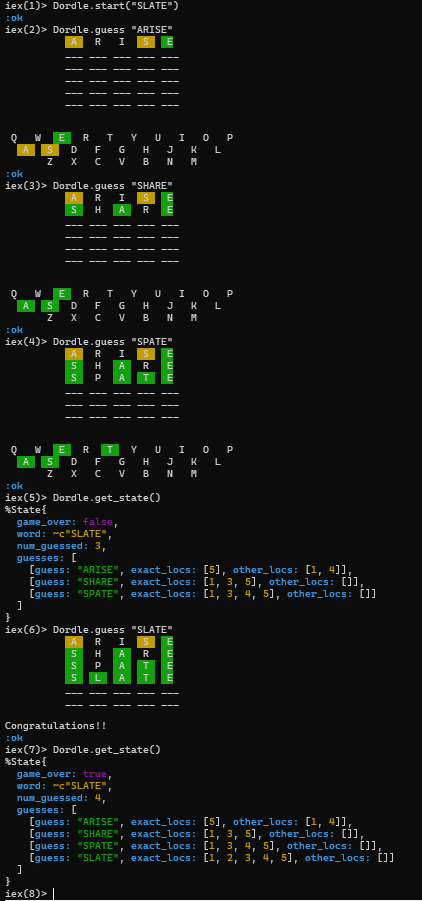 iex(1)> Dordle.start("SLATE")
:ok
iex(2)> Dordle.guess "ARISE"
A R I S E
___ ___ ___ ___ ___
___ ___ ___ ___ ___
___ ___ ___ ___ ___
___ ___ ___ ___ ___
___ ___ ___ ___ ___
Q W E R T Y U I O P
A S D F G H J K L
Z X C V B N M
:ok
iex(3)> Dordle.guess "SHARE"
A R I S E
S H A R E
___ ___ ___ ___ ___
___ ___ ___ ___ ___
___ ___ ___ ___ ___
___ ___ ___ ___ ___
Q W E R T Y U I O P
A S D F G H J K L
Z X C V B N M
:ok
iex(4)> Dordle.guess "SPATE"
A R I S E
S H A R E
S P A T E
___ ___ ___ ___ ___
___ ___ ___ ___ ___
___ ___ ___ ___ ___
Q W E R T Y U I O P
A S D F G H J K L
Z X C V B N M
:ok
iex(5)> Dordle.get_state()
%State{
  game_over: false,
  word: ~c"SLATE",
  num_guessed: 3,
  guesses: [
    [guess: "ARISE", exact_locs: [5], other_locs: [1, 4]],
    [guess: "SHARE", exact_locs: [1, 3, 5], other_locs: []],
    [guess: "SPATE", exact_locs: [1, 3, 4, 5], other_locs: []]
  ]
}
iex(6)> Dordle.guess "SLATE"
A R I S E
S H A R E
S P A T E
S L A T E
___ ___ ___ ___ ___
___ ___ ___ ___ ___
Congratulations!!
:ok
iex(7)> Dordle.get_state()
%State{
  game_over: true,
  word: ~c"SLATE",
  num_guessed: 4,
  guesses: [
    [guess: "ARISE", exact_locs: [5], other_locs: [1, 4]],
    [guess: "SHARE", exact_locs: [1, 3, 5], other_locs: []],
    [guess: "SPATE", exact_locs: [1, 3, 4, 5], other_locs: []],
    [guess: "SLATE", exact_locs: [1, 2, 3, 4, 5], other_locs: []]
  ]
}
iex(8)>